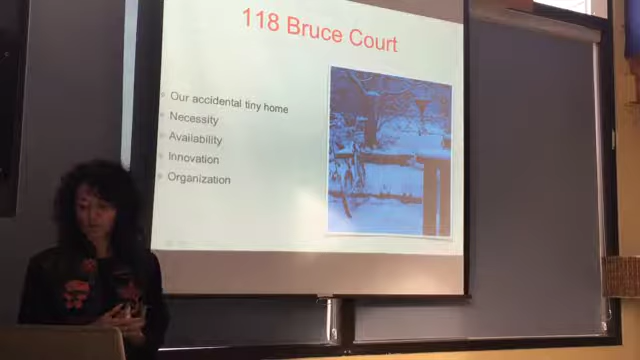 118 Bruce Court
Our accidental tiny home
Necessity
Availability
Innovation
Organization